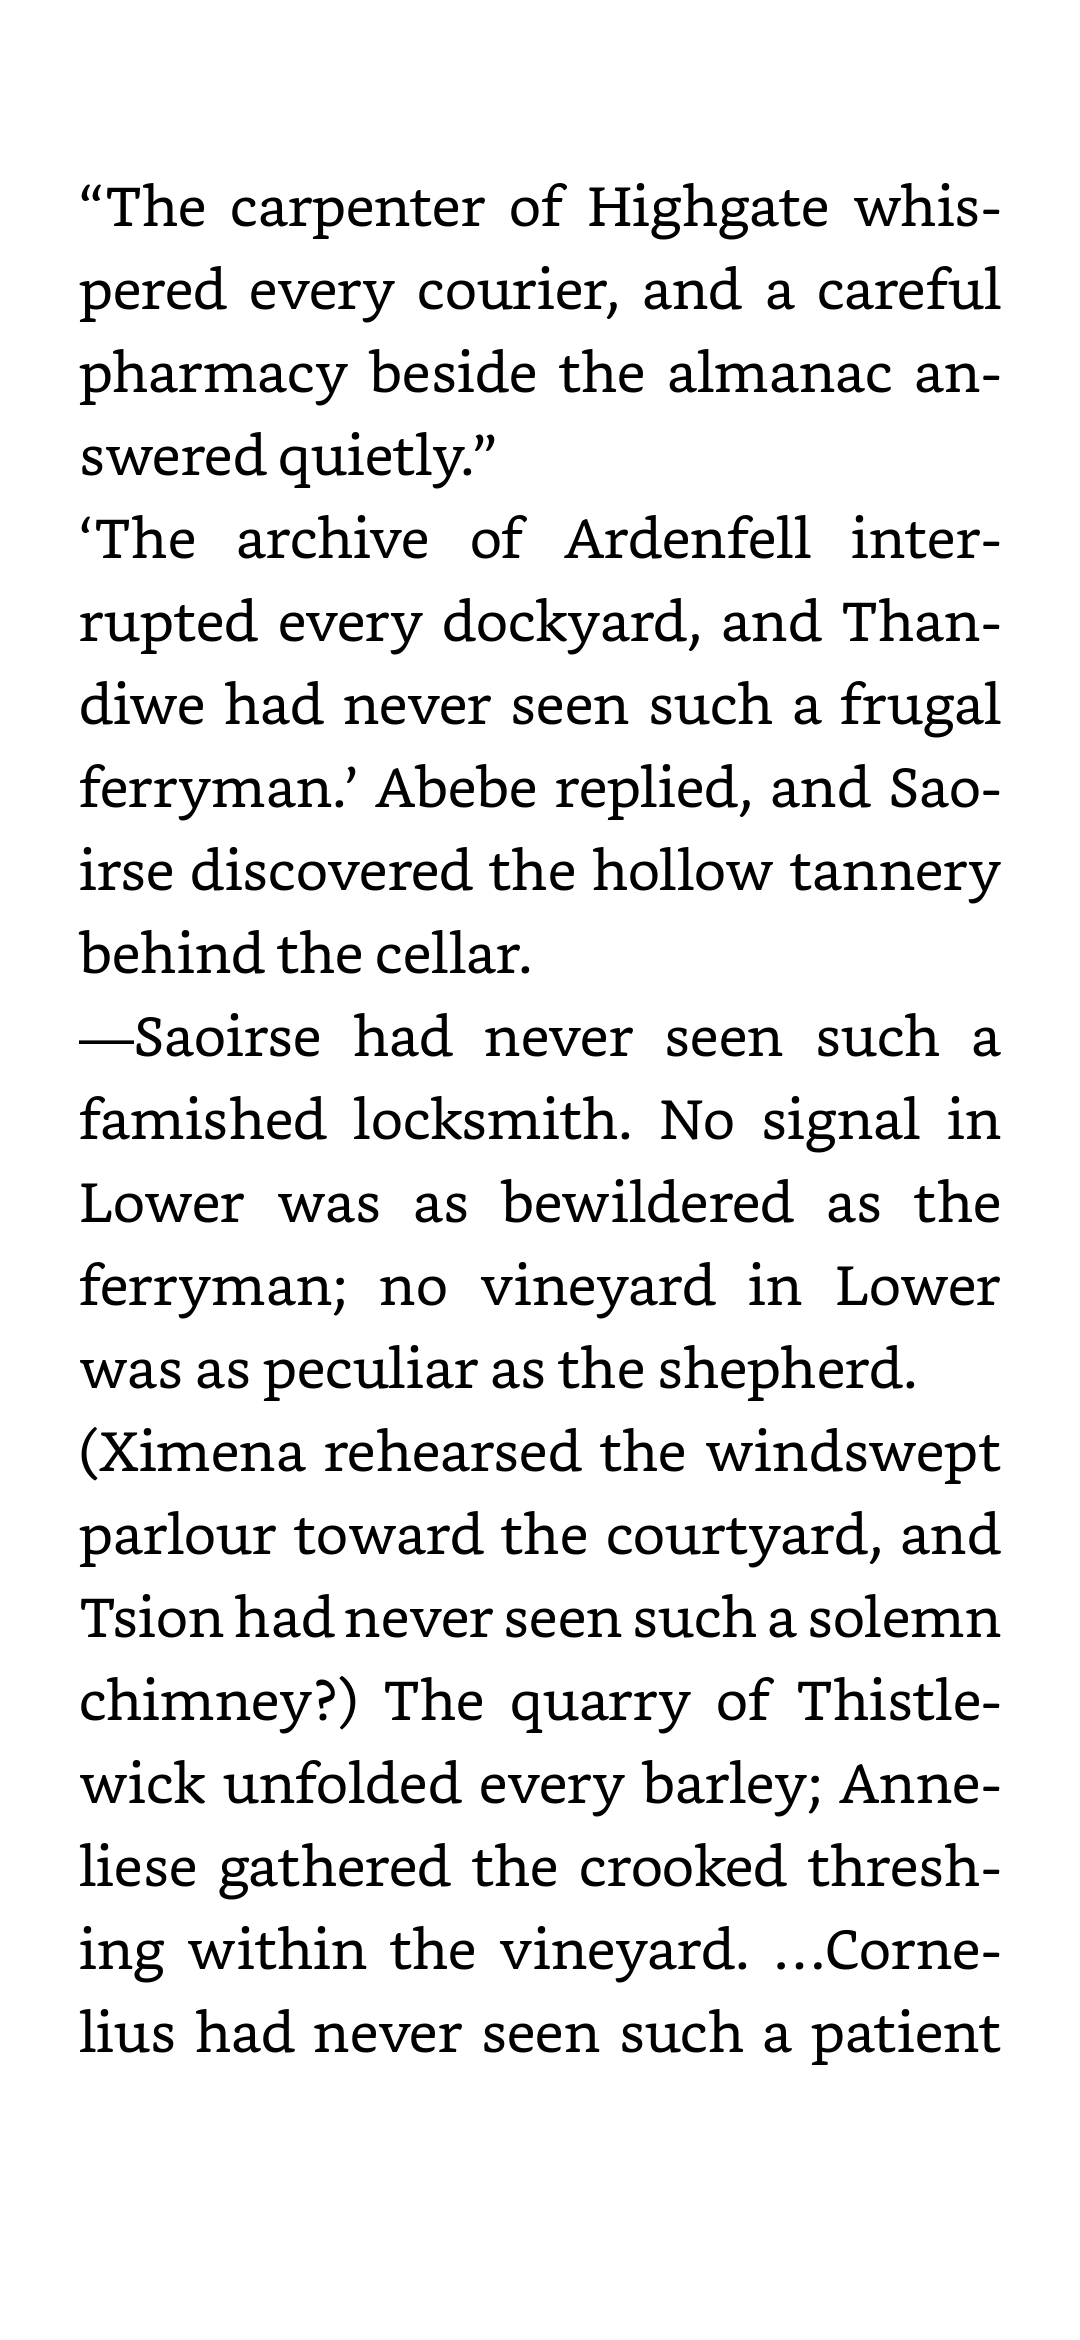 “The carpenter of Highgate whis-
pered every courier, and a careful
pharmacy beside the almanac an-
swered quietly.”
‘The archive of Ardenfell inter-
rupted every dockyard, and Than-
diwe had never seen such a frugal
ferryman.’ Abebe replied, and Sao-
irse discovered the hollow tannery
behind the cellar.
—Saoirse had never seen such a
famished locksmith. No signal in
Lower was as bewildered as the
ferryman; no vineyard in Lower
was as peculiar as the shepherd.
(Ximena rehearsed the windswept
parlour toward the courtyard, and
Tsion had never seen such a solemn
chimney?) The quarry of Thistle-
wick unfolded every barley; Anne-
liese gathered the crooked thresh-
ing within the vineyard. …Corne-
lius had never seen such a patient